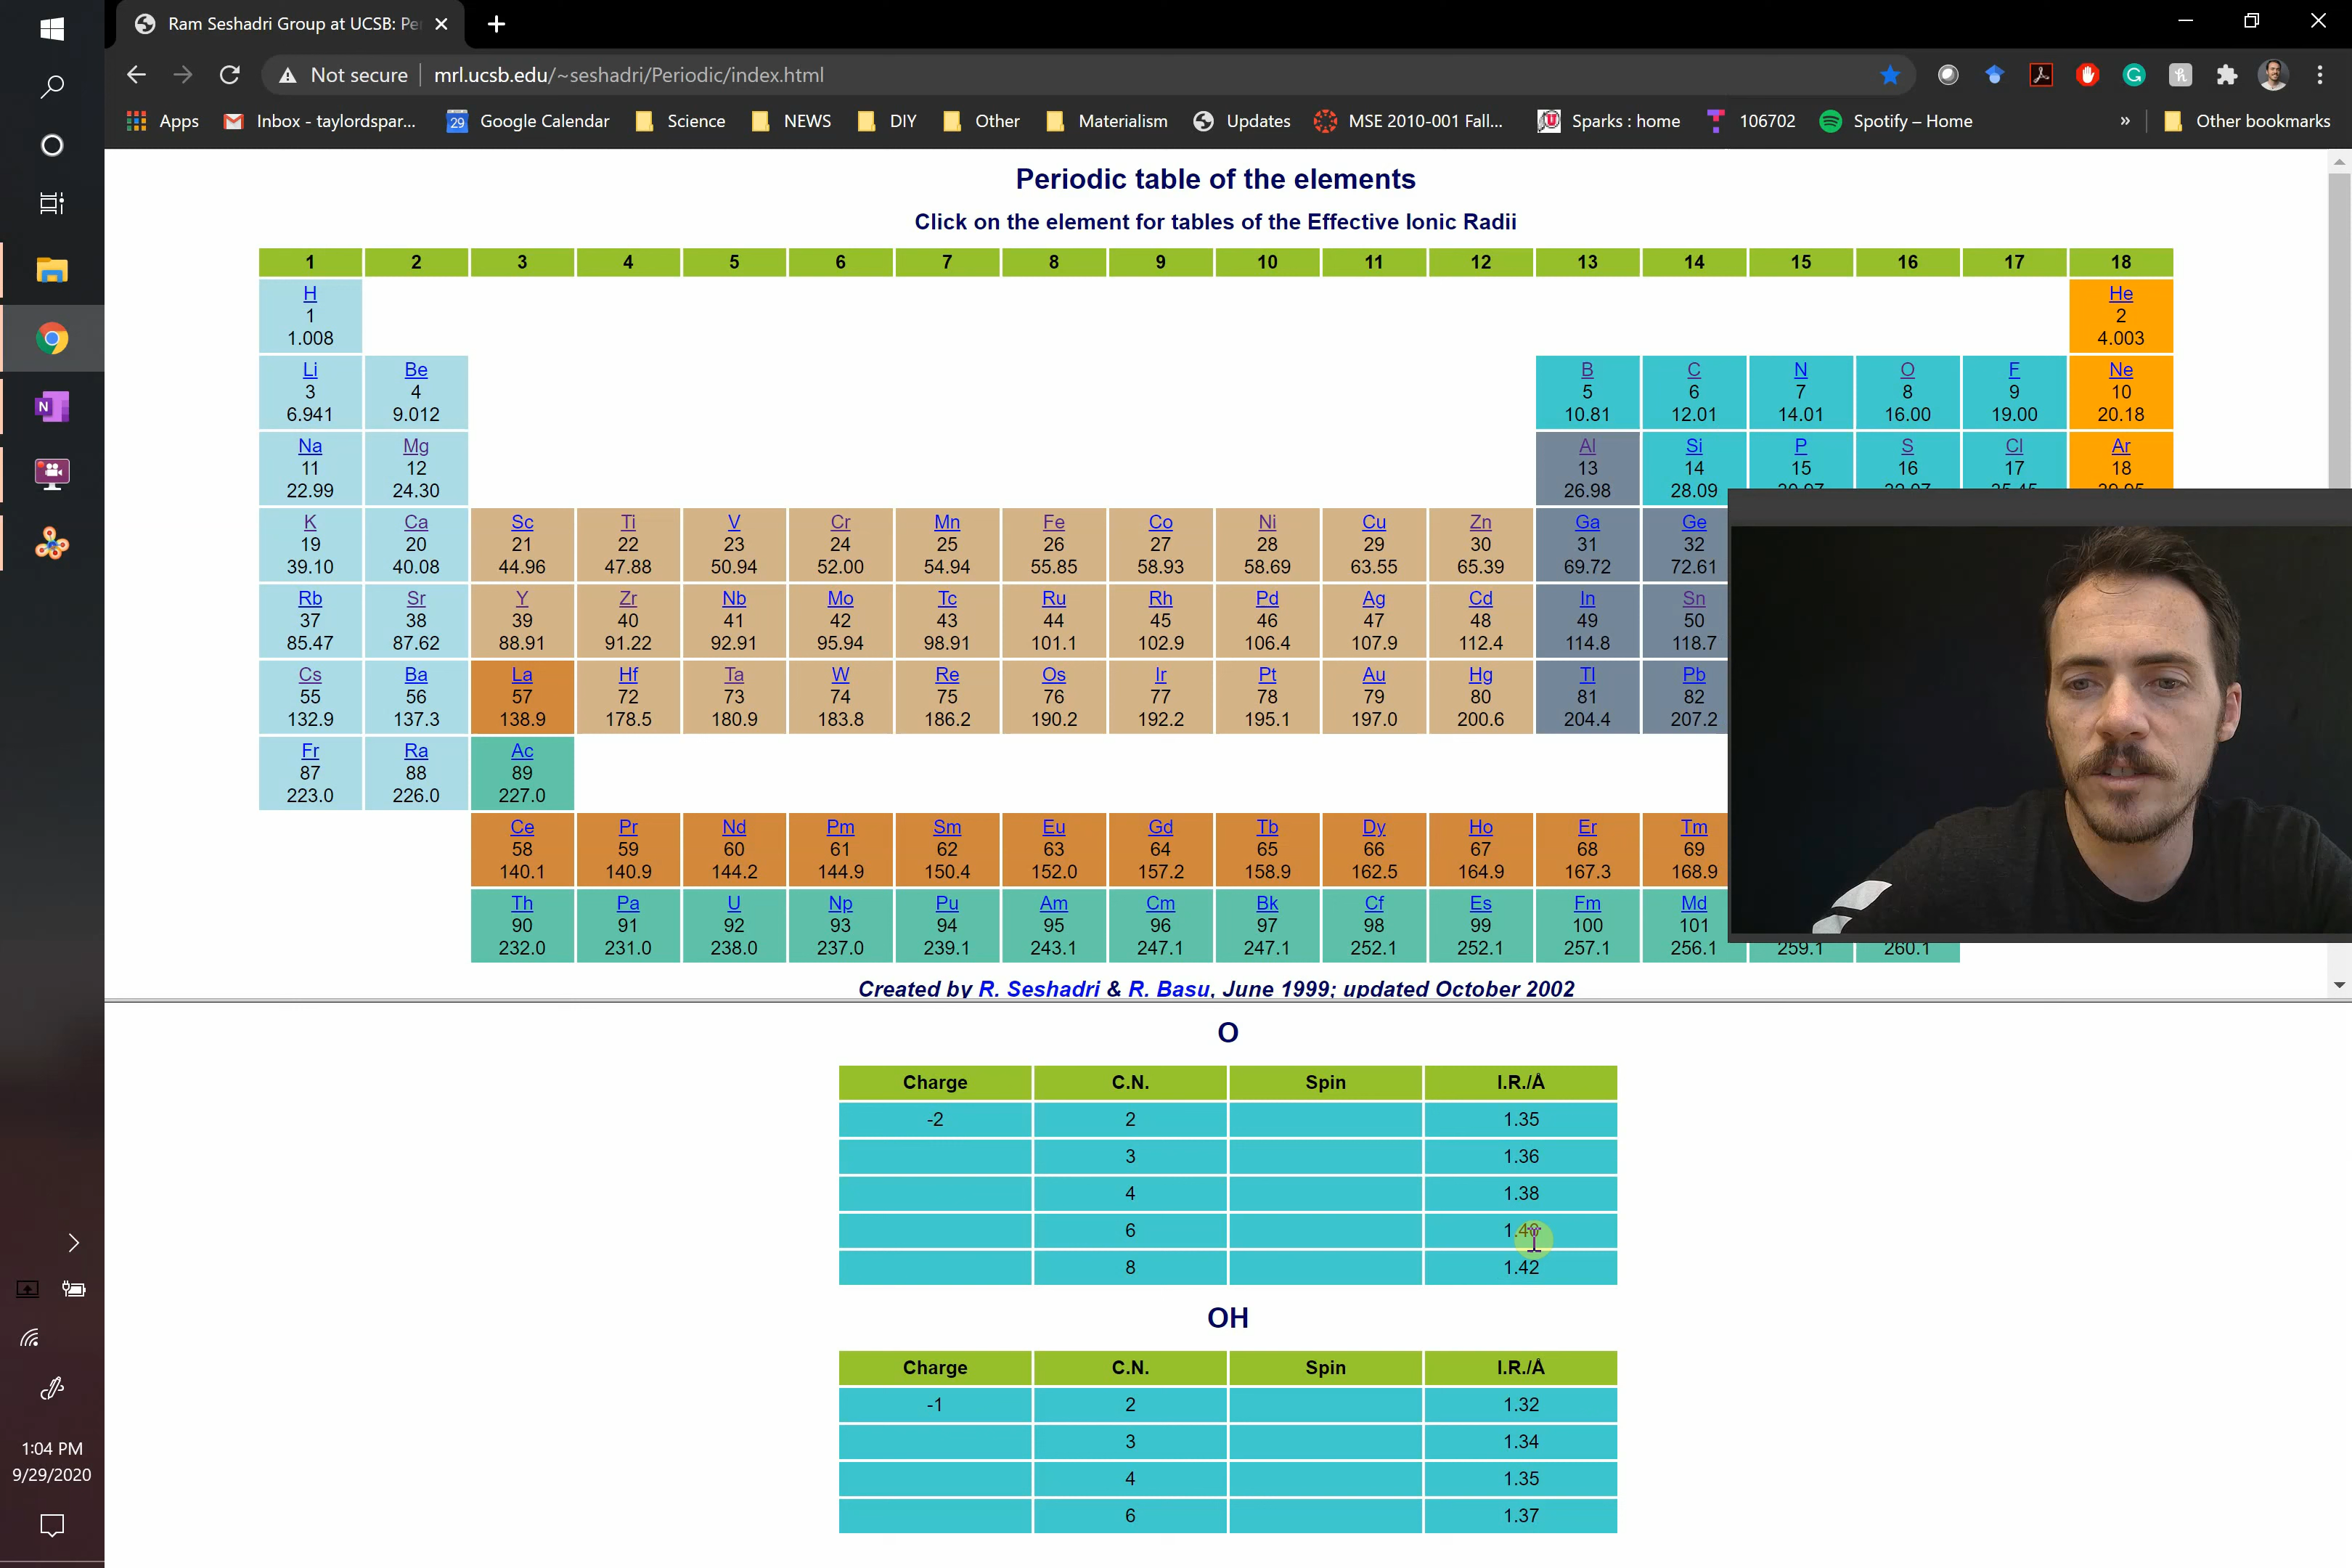 Ram Seshadri Group at UCSB: Pe
Not secure mrl.ucsb.edu/~seshadri/Periodic/index.html
Apps Inbox - taylordspar... 29 Google Calendar Science NEWS DIY Other Materialism Updates MSE 2010-001 Fall... Sparks : home 106702 Spotify – Home » Other bookmarks
Periodic table of the elements
Click on the element for tables of the Effective Ionic Radii
1 2 3 4 5 6 7 8 9 10 11 12 13 14 15 16 17 18
H He
1 2
1.008 4.003
Li Be B C N O F Ne
3 4 5 6 7 8 9 10
6.941 9.012 10.81 12.01 14.01 16.00 19.00 20.18
Na Mg Al Si P S Cl Ar
11 12 13 14 15 16 17 18
22.99 24.30 26.98 28.09
K Ca Sc Ti V Cr Mn Fe Co Ni Cu Zn Ga Ge
19 20 21 22 23 24 25 26 27 28 29 30 31 32
39.10 40.08 44.96 47.88 50.94 52.00 54.94 55.85 58.93 58.69 63.55 65.39 69.72 72.61
Rb Sr Y Zr Nb Mo Tc Ru Rh Pd Ag Cd In Sn
37 38 39 40 41 42 43 44 45 46 47 48 49 50
85.47 87.62 88.91 91.22 92.91 95.94 98.91 101.1 102.9 106.4 107.9 112.4 114.8 118.7
Cs Ba La Hf Ta W Re Os Ir Pt Au Hg Tl Pb
55 56 57 72 73 74 75 76 77 78 79 80 81 82
132.9 137.3 138.9 178.5 180.9 183.8 186.2 190.2 192.2 195.1 197.0 200.6 204.4 207.2
Fr Ra Ac
87 88 89
223.0 226.0 227.0
Ce Pr Nd Pm Sm Eu Gd Tb Dy Ho Er Tm
58 59 60 61 62 63 64 65 66 67 68 69
140.1 140.9 144.2 144.9 150.4 152.0 157.2 158.9 162.5 164.9 167.3 168.9
Th Pa U Np Pu Am Cm Bk Cf Es Fm Md
90 91 92 93 94 95 96 97 98 99 100 101
232.0 231.0 238.0 237.0 239.1 243.1 247.1 247.1 252.1 252.1 257.1 256.1 259.1 260.1
Created by R. Seshadri & R. Basu, June 1999; updated October 2002
O
Charge C.N. Spin I.R./Å
-2 2 1.35
3 1.36
4 1.38
6 1.40
8 1.42
OH
Charge C.N. Spin I.R./Å
-1 2 1.32
3 1.34
4 1.35
6 1.37
1:04 PM
9/29/2020